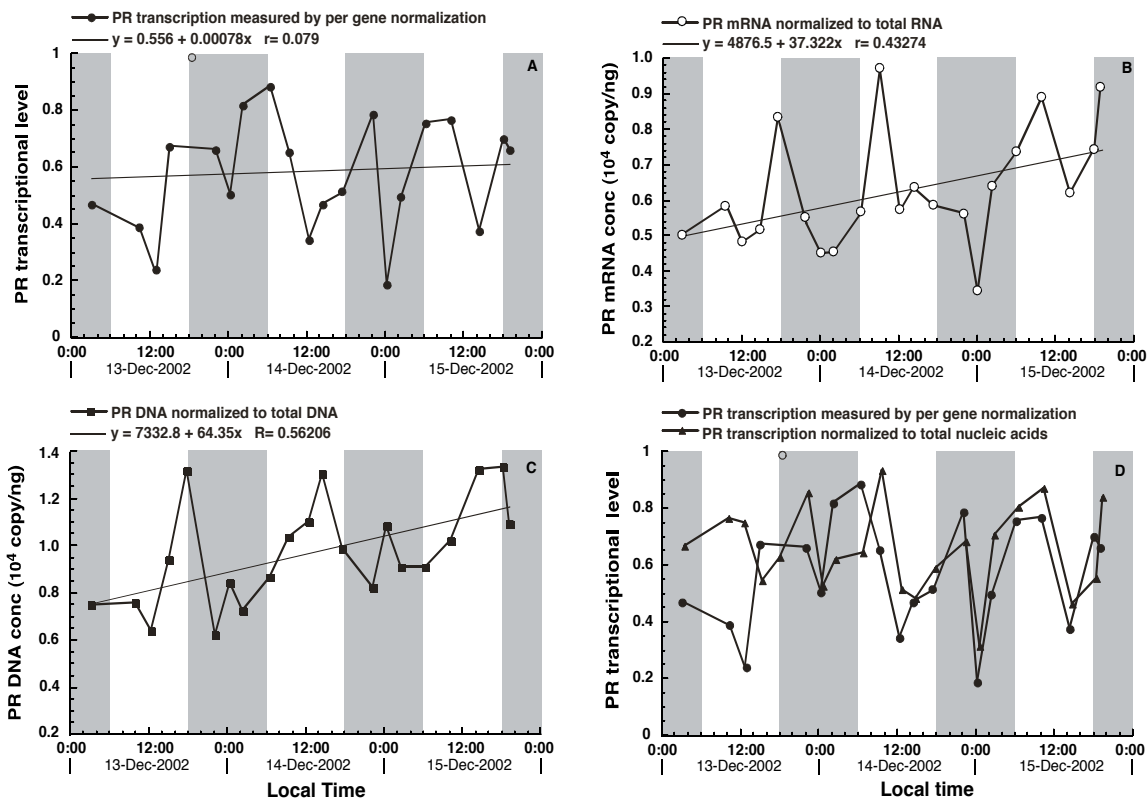 PR transcription measured by per gene normalization
y = 0.556 + 0.00078x r= 0.079
A
PR transcriptional level
1
0.8
0.6
0.4
0.2
0
0:00 12:00 0:00 12:00 0:00 12:00 0:00
13-Dec-2002 14-Dec-2002 15-Dec-2002
PR mRNA normalized to total RNA
y = 4876.5 + 37.322x r= 0.43274
B
PR mRNA conc (10⁴ copy/ng)
1.0
0.9
0.8
0.7
0.6
0.5
0.4
0.3
0.2
0:00 12:00 0:00 12:00 0:00 12:00 0:00
13-Dec-2002 14-Dec-2002 15-Dec-2002
PR DNA normalized to total DNA
y = 7332.8 + 64.35x R= 0.56206
C
PR DNA conc (10⁴ copy/ng)
1.4
1.2
1.0
0.8
0.6
0.4
0.2
0:00 12:00 0:00 12:00 0:00 12:00 0:00
13-Dec-2002 14-Dec-2002 15-Dec-2002
Local Time
PR transcription measured by per gene normalization
PR transcription normalized to total nucleic acids
D
PR transcriptional level
1
0.8
0.6
0.4
0.2
0
0:00 12:00 0:00 12:00 0:00 12:00 0:00
13-Dec-2002 14-Dec-2002 15-Dec-2002
Local time